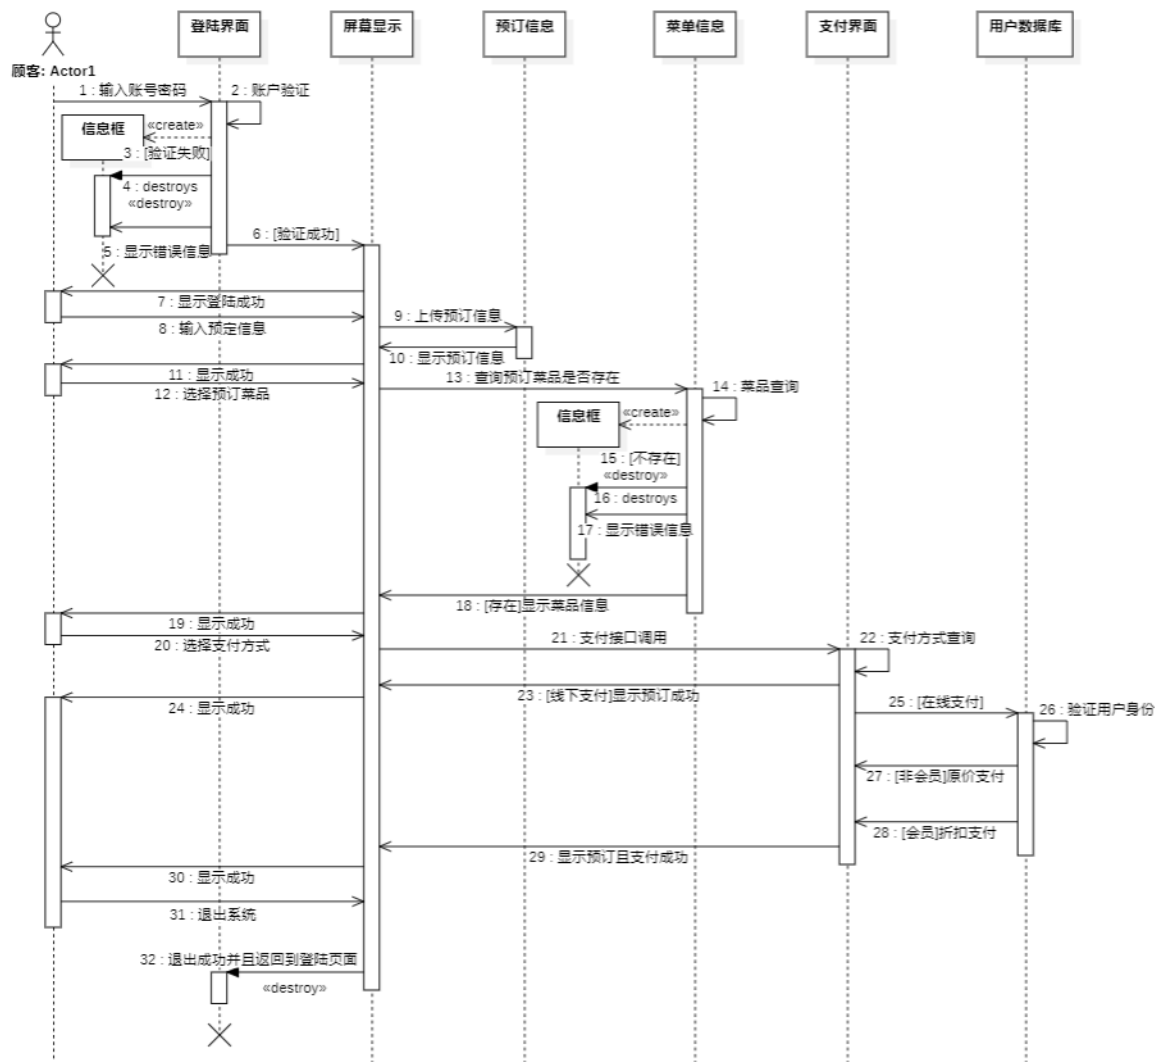 登陆界面
屏幕显示
预订信息
菜单信息
支付界面
用户数据库
顾客: Actor1
1 : 输入账号密码
2 : 账户验证
信息框
«create»
3 : [验证失败]
4 : destroys
«destroy»
5 : 显示错误信息
6 : [验证成功]
7 : 显示登陆成功
8 : 输入预定信息
9 : 上传预订信息
10 : 显示预订信息
11 : 显示成功
12 : 选择预订菜品
13 : 查询预订菜品是否存在
14 : 菜品查询
信息框
«create»
15 : [不存在]
«destroy»
16 : destroys
17 : 显示错误信息
18 : [存在]显示菜品信息
19 : 显示成功
20 : 选择支付方式
21 : 支付接口调用
22 : 支付方式查询
23 : [线下支付]显示预订成功
24 : 显示成功
25 : [在线支付]
26 : 验证用户身份
27 : [非会员]原价支付
28 : [会员]折扣支付
29 : 显示预订且支付成功
30 : 显示成功
31 : 退出系统
32 : 退出成功并且返回到登陆页面
«destroy»